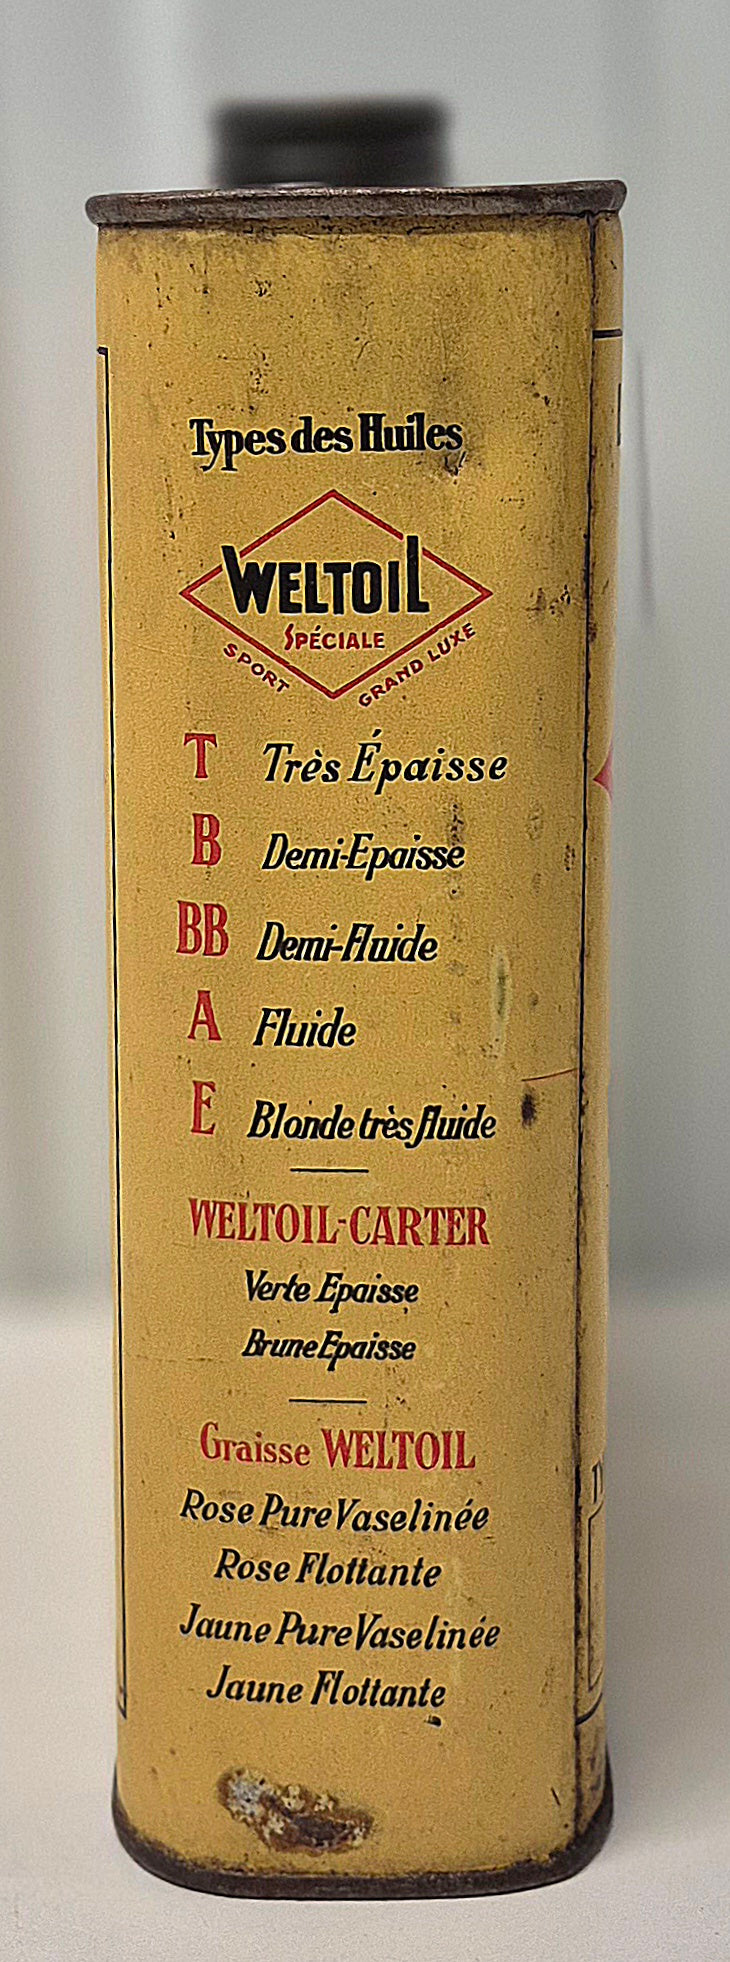 Types des Huiles
WELTOIL
SPÉCIALE
SPORT GRAND LUXE
T Très Épaisse
B Demi-Epaisse
BB Demi-Fluide
A Fluide
E Blonde très fluide
WELTOIL-CARTER
Verte Epaisse
Brune Epaisse
Graisse WELTOIL
Rose Pure Vaselinée
Rose Flottante
Jaune Pure Vaselinée
Jaune Flottante